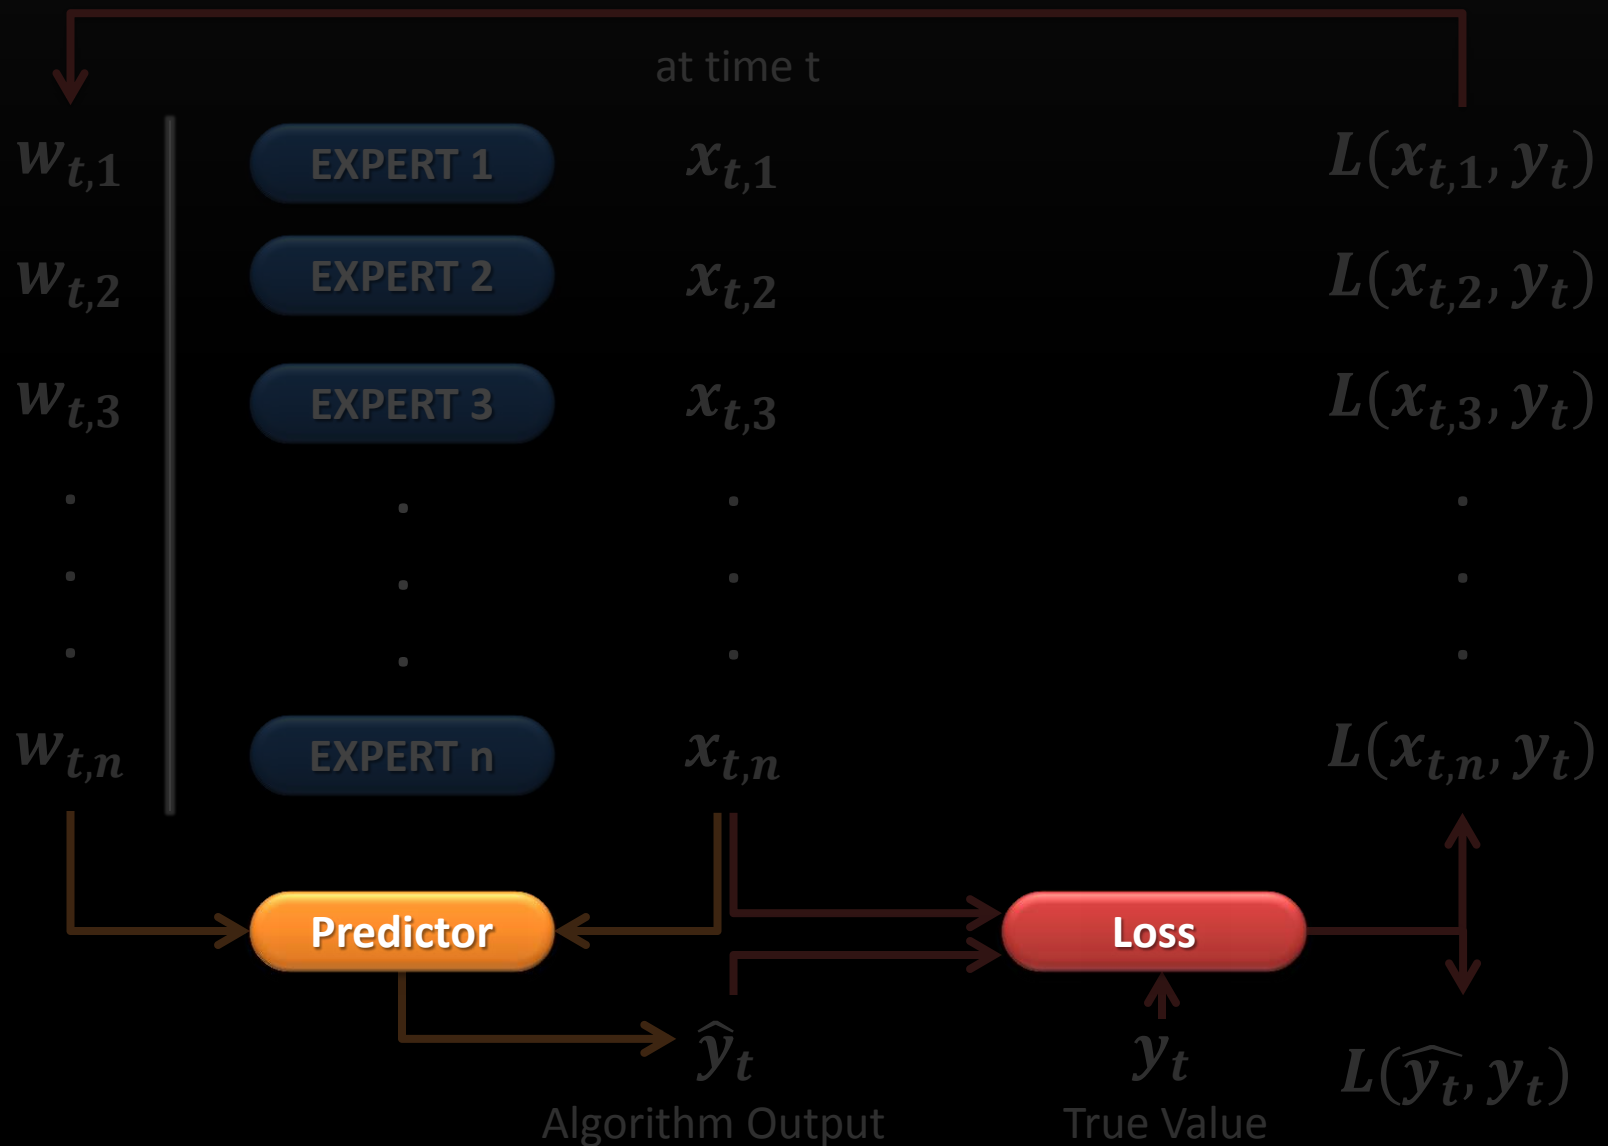 at time t
w_{t,1} EXPERT 1 x_{t,1} L(x_{t,1}, y_t)
w_{t,2} EXPERT 2 x_{t,2} L(x_{t,2}, y_t)
w_{t,3} EXPERT 3 x_{t,3} L(x_{t,3}, y_t)
. . . .
. . . .
. . . .
w_{t,n} EXPERT n x_{t,n} L(x_{t,n}, y_t)
Predictor Loss
ŷ_t y_t L(ŷ_t, y_t)
Algorithm Output True Value